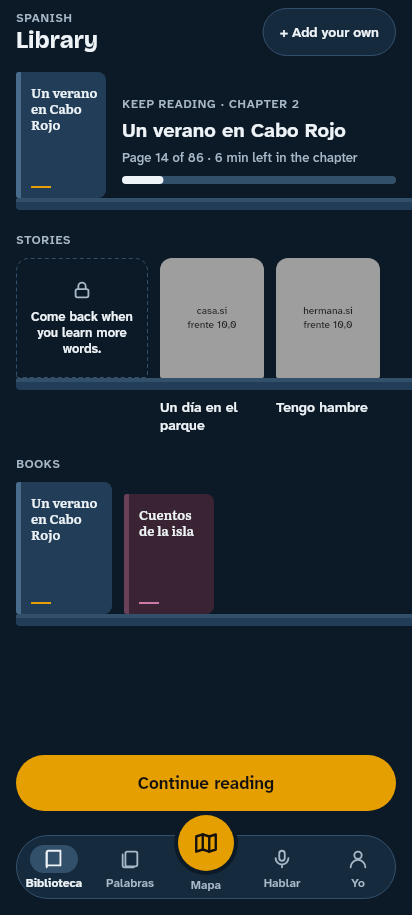 SPANISH
Library
+ Add your own
Un verano
en Cabo
Rojo
KEEP READING · CHAPTER 2
Un verano en Cabo Rojo
Page 14 of 86 · 6 min left in the chapter
STORIES
Come back when
you learn more
words.
casa.si
frente 10,0
hermana.si
frente 10,0
Un día en el
parque
Tengo hambre
BOOKS
Un verano
en Cabo
Rojo
Cuentos
de la isla
Continue reading
Biblioteca
Palabras
Mapa
Hablar
Yo